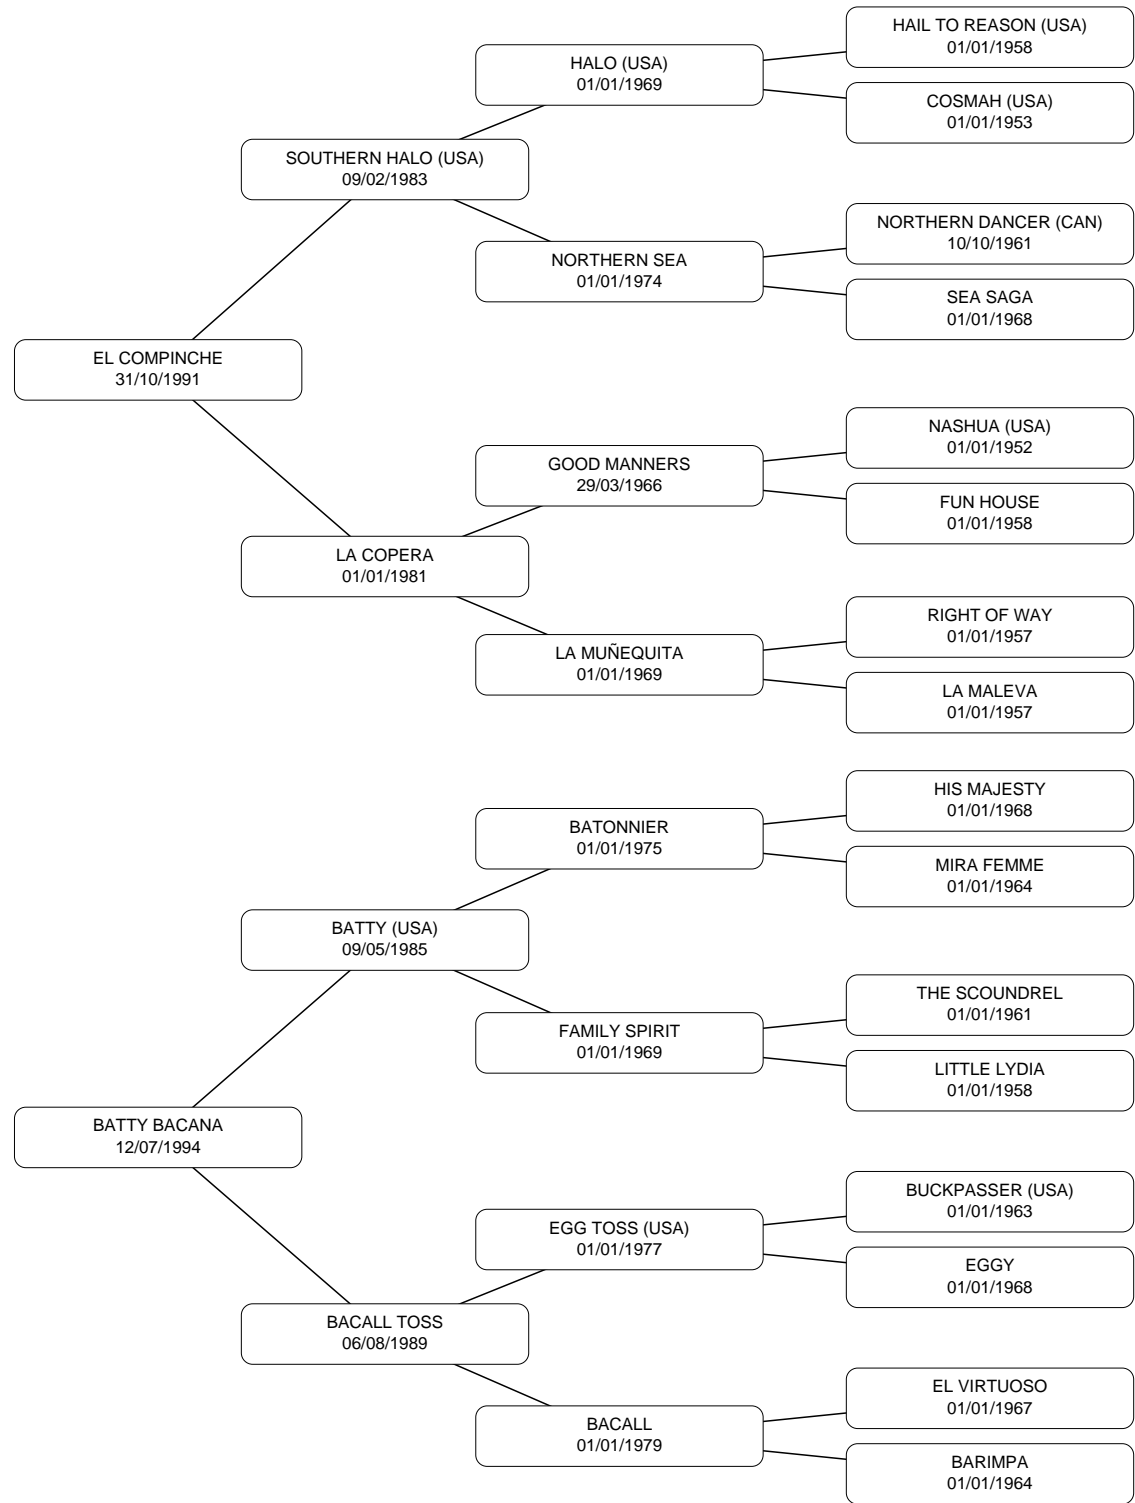 HAIL TO REASON (USA)
01/01/1958
HALO (USA)
01/01/1969
COSMAH (USA)
01/01/1953
SOUTHERN HALO (USA)
09/02/1983
NORTHERN DANCER (CAN)
10/10/1961
NORTHERN SEA
01/01/1974
SEA SAGA
01/01/1968
EL COMPINCHE
31/10/1991
NASHUA (USA)
01/01/1952
GOOD MANNERS
29/03/1966
FUN HOUSE
01/01/1958
LA COPERA
01/01/1981
RIGHT OF WAY
01/01/1957
LA MUÑEQUITA
01/01/1969
LA MALEVA
01/01/1957
HIS MAJESTY
01/01/1968
BATONNIER
01/01/1975
MIRA FEMME
01/01/1964
BATTY (USA)
09/05/1985
THE SCOUNDREL
01/01/1961
FAMILY SPIRIT
01/01/1969
LITTLE LYDIA
01/01/1958
BATTY BACANA
12/07/1994
BUCKPASSER (USA)
01/01/1963
EGG TOSS (USA)
01/01/1977
EGGY
01/01/1968
BACALL TOSS
06/08/1989
EL VIRTUOSO
01/01/1967
BACALL
01/01/1979
BARIMPA
01/01/1964